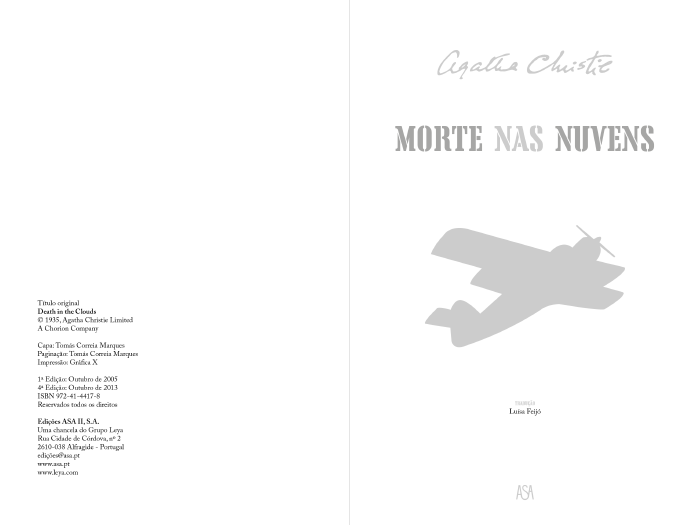 Título original
Death in the Clouds
© 1935, Agatha Christie Limited
A Chorion Company
Capa: Tomás Correia Marques
Paginação: Tomás Correia Marques
Impressão: Gráfica X
1ª Edição: Outubro de 2005
4ª Edição: Outubro de 2013
ISBN 972-41-4417-8
Reservados todos os direitos
Edições ASA II, S.A.
Uma chancela do Grupo Leya
Rua Cidade de Córdova, nº 2
2610-038 Alfragide - Portugal
edições@asa.pt
www.asa.pt
www.leya.com
Agatha Christie
MORTE NAS NUVENS
Luísa Feijó
ASA